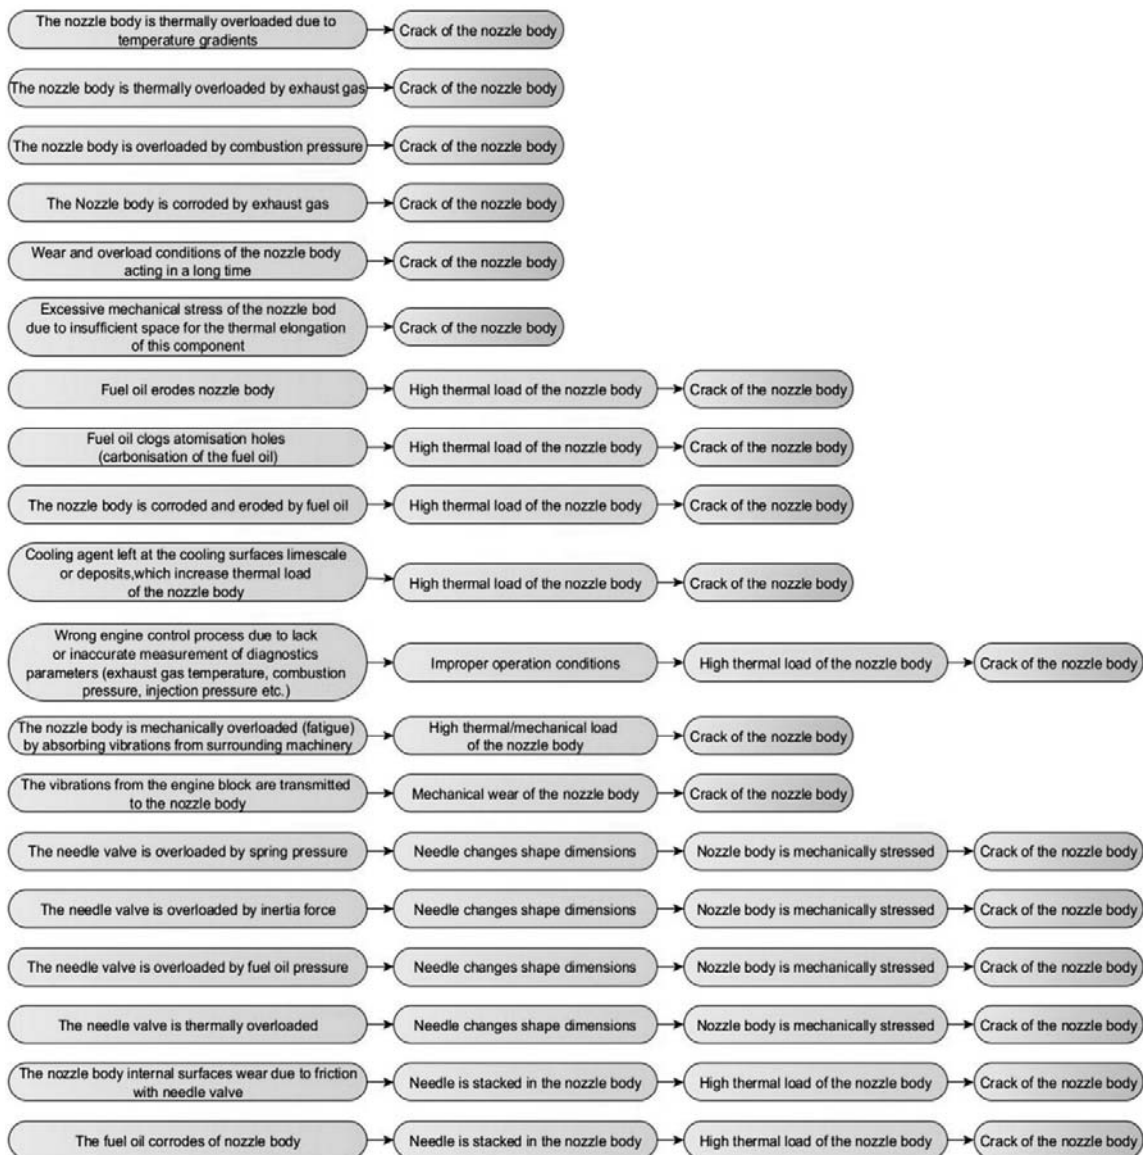 The nozzle body is thermally overloaded due to
temperature gradients
Crack of the nozzle body
The nozzle body is thermally overloaded by exhaust gas
Crack of the nozzle body
The nozzle body is overloaded by combustion pressure
Crack of the nozzle body
The Nozzle body is corroded by exhaust gas
Crack of the nozzle body
Wear and overload conditions of the nozzle body
acting in a long time
Crack of the nozzle body
Excessive mechanical stress of the nozzle bod
due to insufficient space for the thermal elongation
of this component
Crack of the nozzle body
Fuel oil erodes nozzle body
High thermal load of the nozzle body
Crack of the nozzle body
Fuel oil clogs atomisation holes
(carbonisation of the fuel oil)
High thermal load of the nozzle body
Crack of the nozzle body
The nozzle body is corroded and eroded by fuel oil
High thermal load of the nozzle body
Crack of the nozzle body
Cooling agent left at the cooling surfaces limescale
or deposits,which increase thermal load
of the nozzle body
High thermal load of the nozzle body
Crack of the nozzle body
Wrong engine control process due to lack
or inaccurate measurement of diagnostics
parameters (exhaust gas temperature, combustion
pressure, injection pressure etc.)
Improper operation conditions
High thermal load of the nozzle body
Crack of the nozzle body
The nozzle body is mechanically overloaded (fatigue)
by absorbing vibrations from surrounding machinery
High thermal/mechanical load
of the nozzle body
Crack of the nozzle body
The vibrations from the engine block are transmitted
to the nozzle body
Mechanical wear of the nozzle body
Crack of the nozzle body
The needle valve is overloaded by spring pressure
Needle changes shape dimensions
Nozzle body is mechanically stressed
Crack of the nozzle body
The needle valve is overloaded by inertia force
Needle changes shape dimensions
Nozzle body is mechanically stressed
Crack of the nozzle body
The needle valve is overloaded by fuel oil pressure
Needle changes shape dimensions
Nozzle body is mechanically stressed
Crack of the nozzle body
The needle valve is thermally overloaded
Needle changes shape dimensions
Nozzle body is mechanically stressed
Crack of the nozzle body
The nozzle body internal surfaces wear due to friction
with needle valve
Needle is stacked in the nozzle body
High thermal load of the nozzle body
Crack of the nozzle body
The fuel oil corrodes of nozzle body
Needle is stacked in the nozzle body
High thermal load of the nozzle body
Crack of the nozzle body